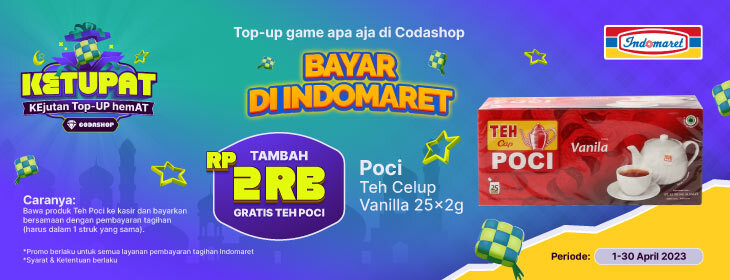 KETUPAT
KEjutan Top-UP hemAT
CODASHOP
Top-up game apa aja di Codashop
BAYAR
DI INDOMARET
Indomaret
RP
TAMBAH
2RB
GRATIS TEH POCI
Poci
Teh Celup
Vanilla 25x2g
TEH
Cap
POCI
Vanila
25
Caranya:
Bawa produk Teh Poci ke kasir dan bayarkan
bersamaan dengan pembayaran tagihan
(harus dalam 1 struk yang sama).
*Promo berlaku untuk semua layanan pembayaran tagihan Indomaret
*Syarat & Ketentuan berlaku
Periode:
1-30 April 2023